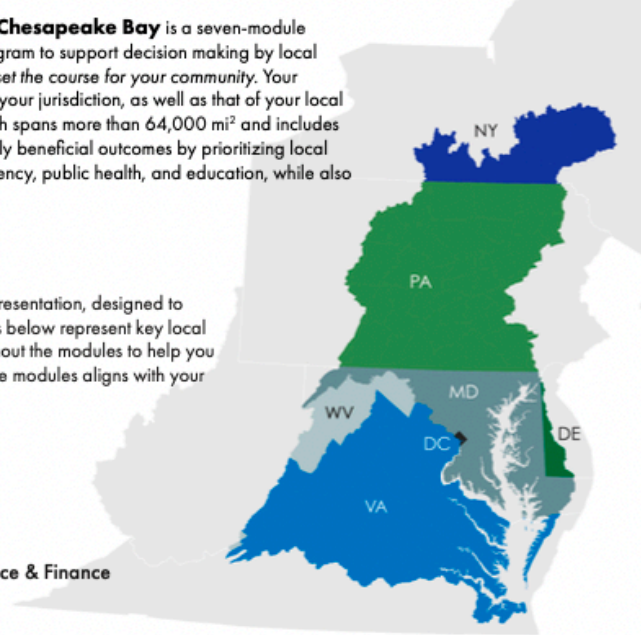 Chesapeake Bay is a seven-module
gram to support decision making by local
set the course for your community. Your
your jurisdiction, as well as that of your local
h spans more than 64,000 mi² and includes
ly beneficial outcomes by prioritizing local
ency, public health, and education, while also
resentation, designed to
s below represent key local
out the modules to help you
e modules aligns with your
ce & Finance
NY
PA
MD
WV
DC
DE
VA